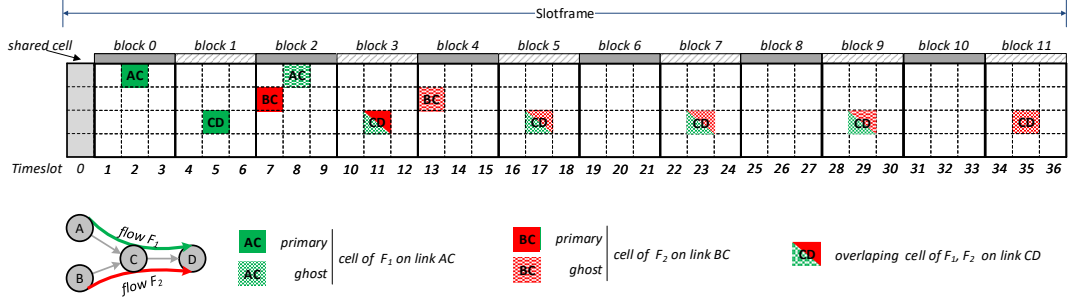 Slotframe
shared cell block 0 block 1 block 2 block 3 block 4 block 5 block 6 block 7 block 8 block 9 block 10 block 11
AC AC
BC BC
CD CD CD CD CD CD
Timeslot 0 1 2 3 4 5 6 7 8 9 10 11 12 13 14 15 16 17 18 19 20 21 22 23 24 25 26 27 28 29 30 31 32 33 34 35 36
A flow F1
C D
B flow F2
AC primary
AC ghost
cell of F1 on link AC
BC primary
BC ghost
cell of F2 on link BC
CD overlaping cell of F1, F2 on link CD